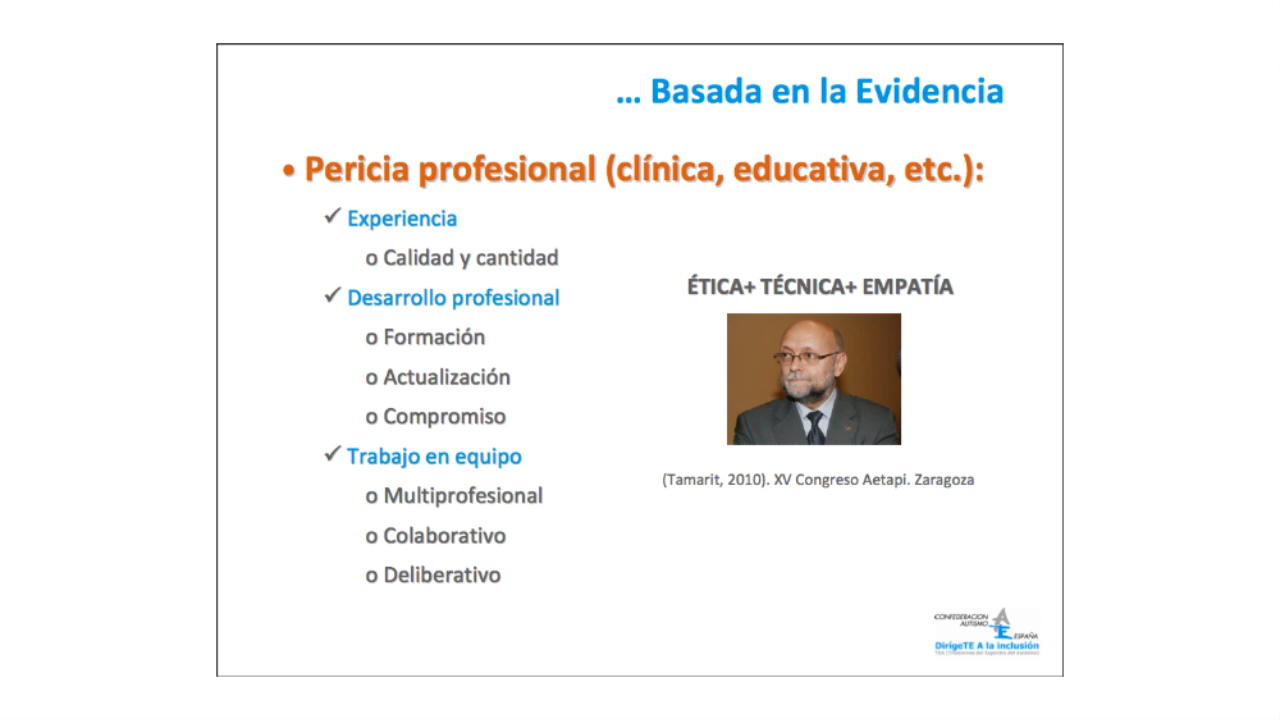 ... Basada en la Evidencia
• Pericia profesional (clínica, educativa, etc.):
✓ Experiencia
o Calidad y cantidad
✓ Desarrollo profesional
o Formación
o Actualización
o Compromiso
✓ Trabajo en equipo
o Multiprofesional
o Colaborativo
o Deliberativo
ÉTICA+ TÉCNICA+ EMPATÍA
(Tamarit, 2010). XV Congreso Aetapi. Zaragoza
CONFEDERACION
AUTISMO
ESPAÑA
DirigeTE A la inclusión